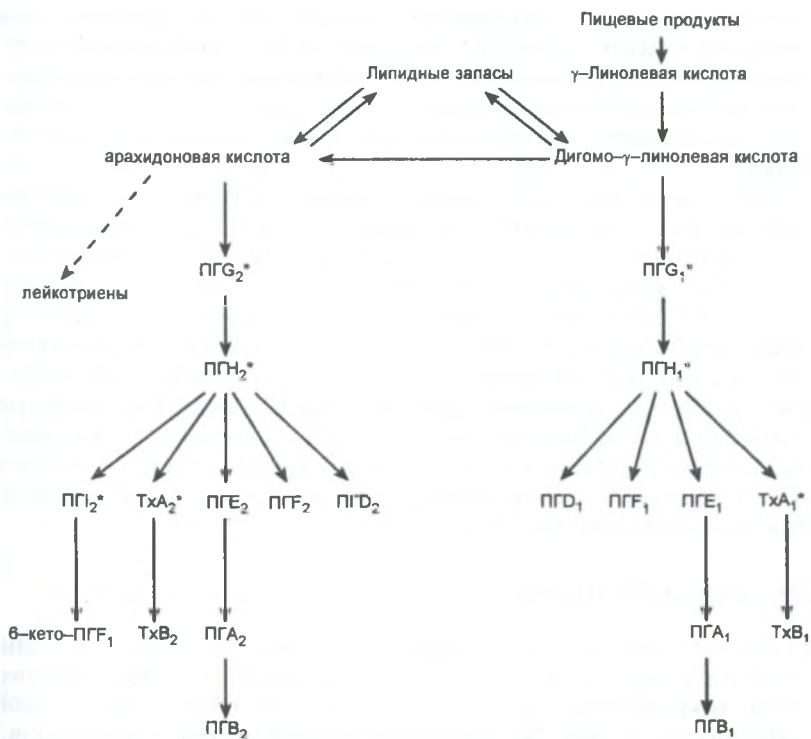 Пищевые продукты
Липидные запасы γ–Линолевая кислота
арахидоновая кислота Дигомо–γ–линолевая кислота
ПГG₂* ПГG₁*
лейкотриены
ПГH₂* ПГH₁*
ПГI₂* TxA₂* ПГE₂ ПГF₂ ПГD₂ ПГD₁ ПГF₁ ПГE₁ TxA₁*
6–кето–ПГF₁ TxB₂ ПГA₂ ПГA₁ TxB₁
ПГB₂ ПГB₁